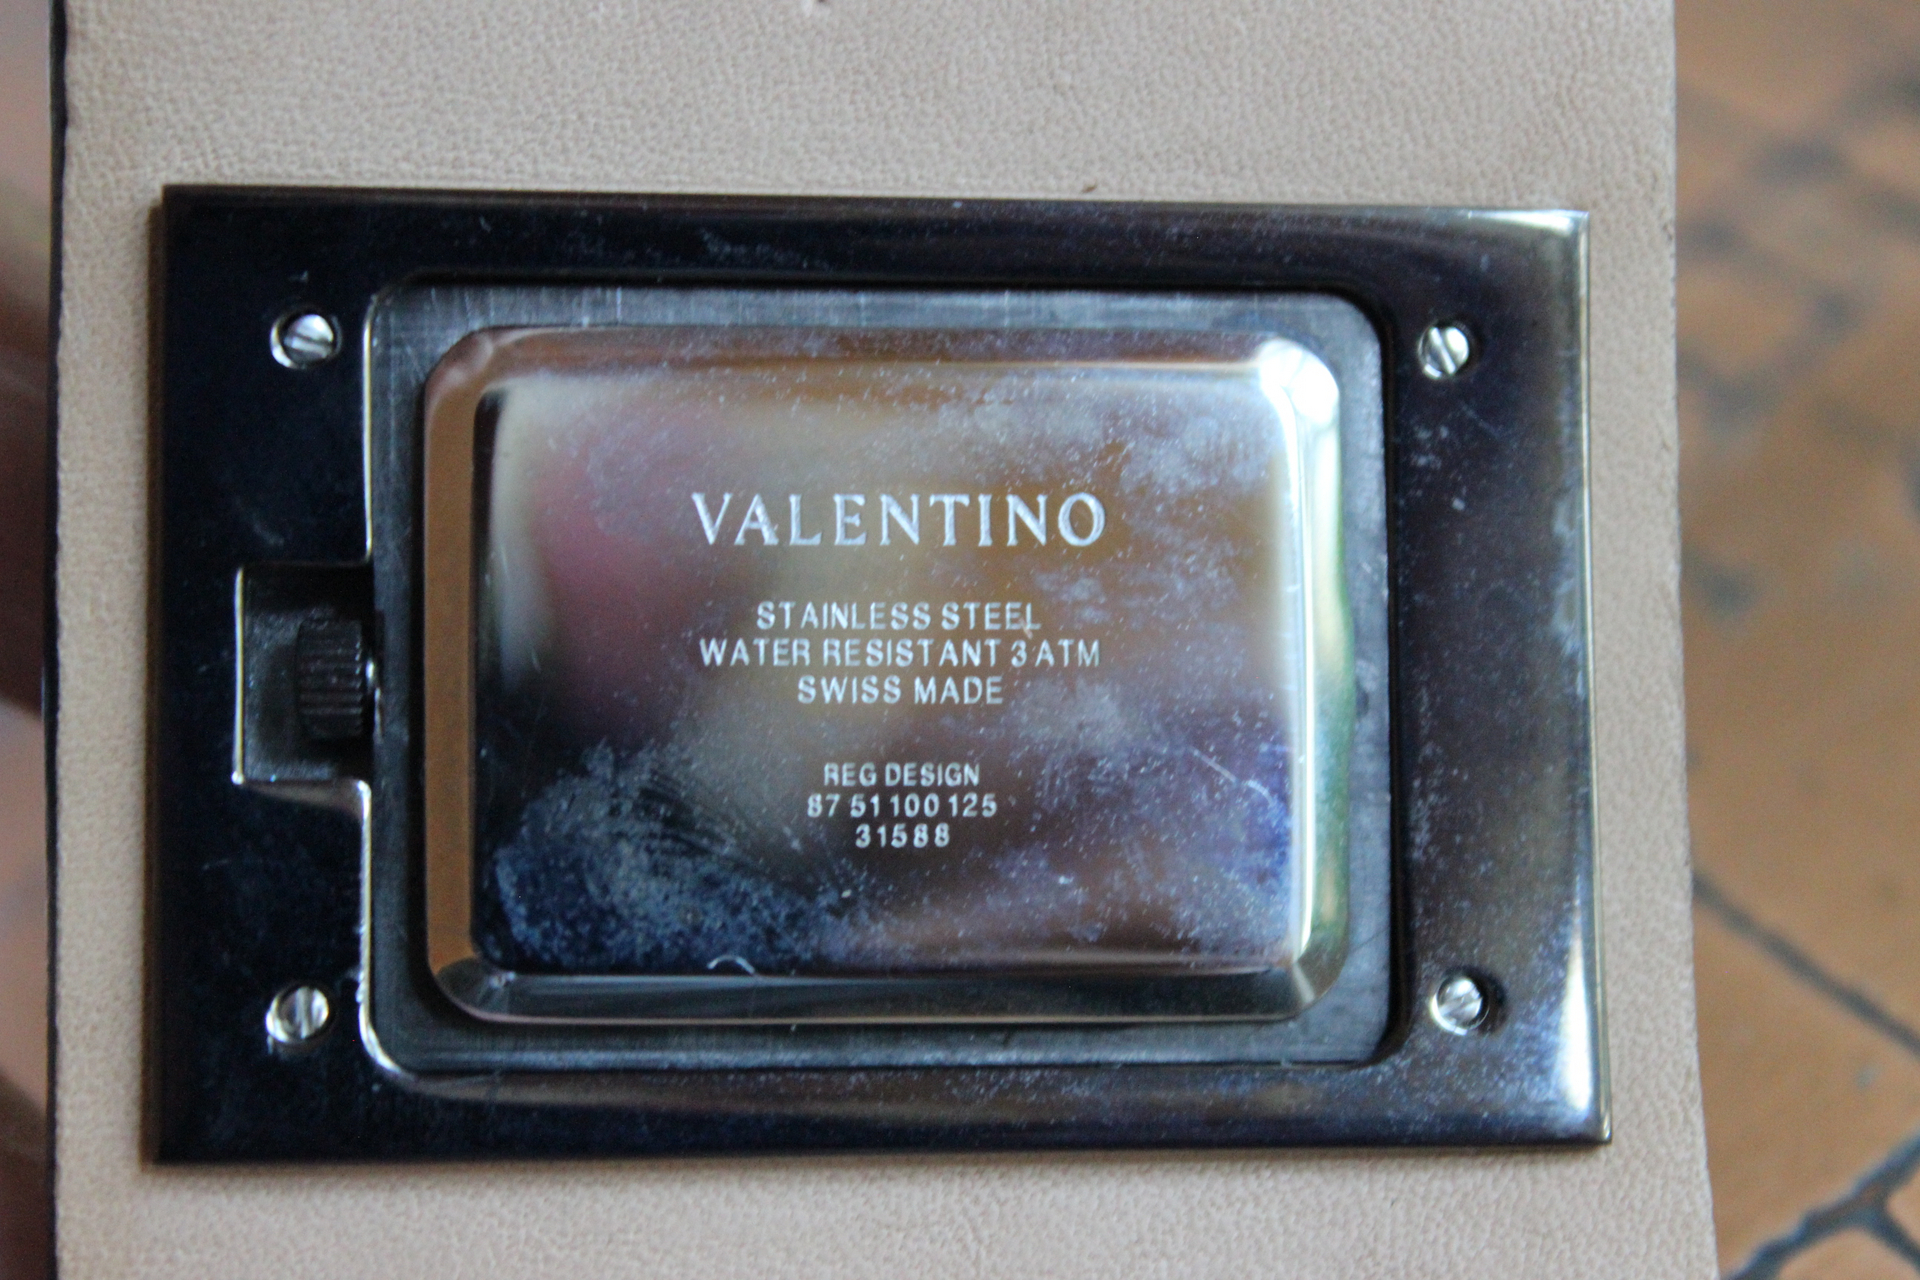 VALENTINO
STAINLESS STEEL
WATER RESISTANT 3 ATM
SWISS MADE
REG DESIGN
87 51 100 125
31588